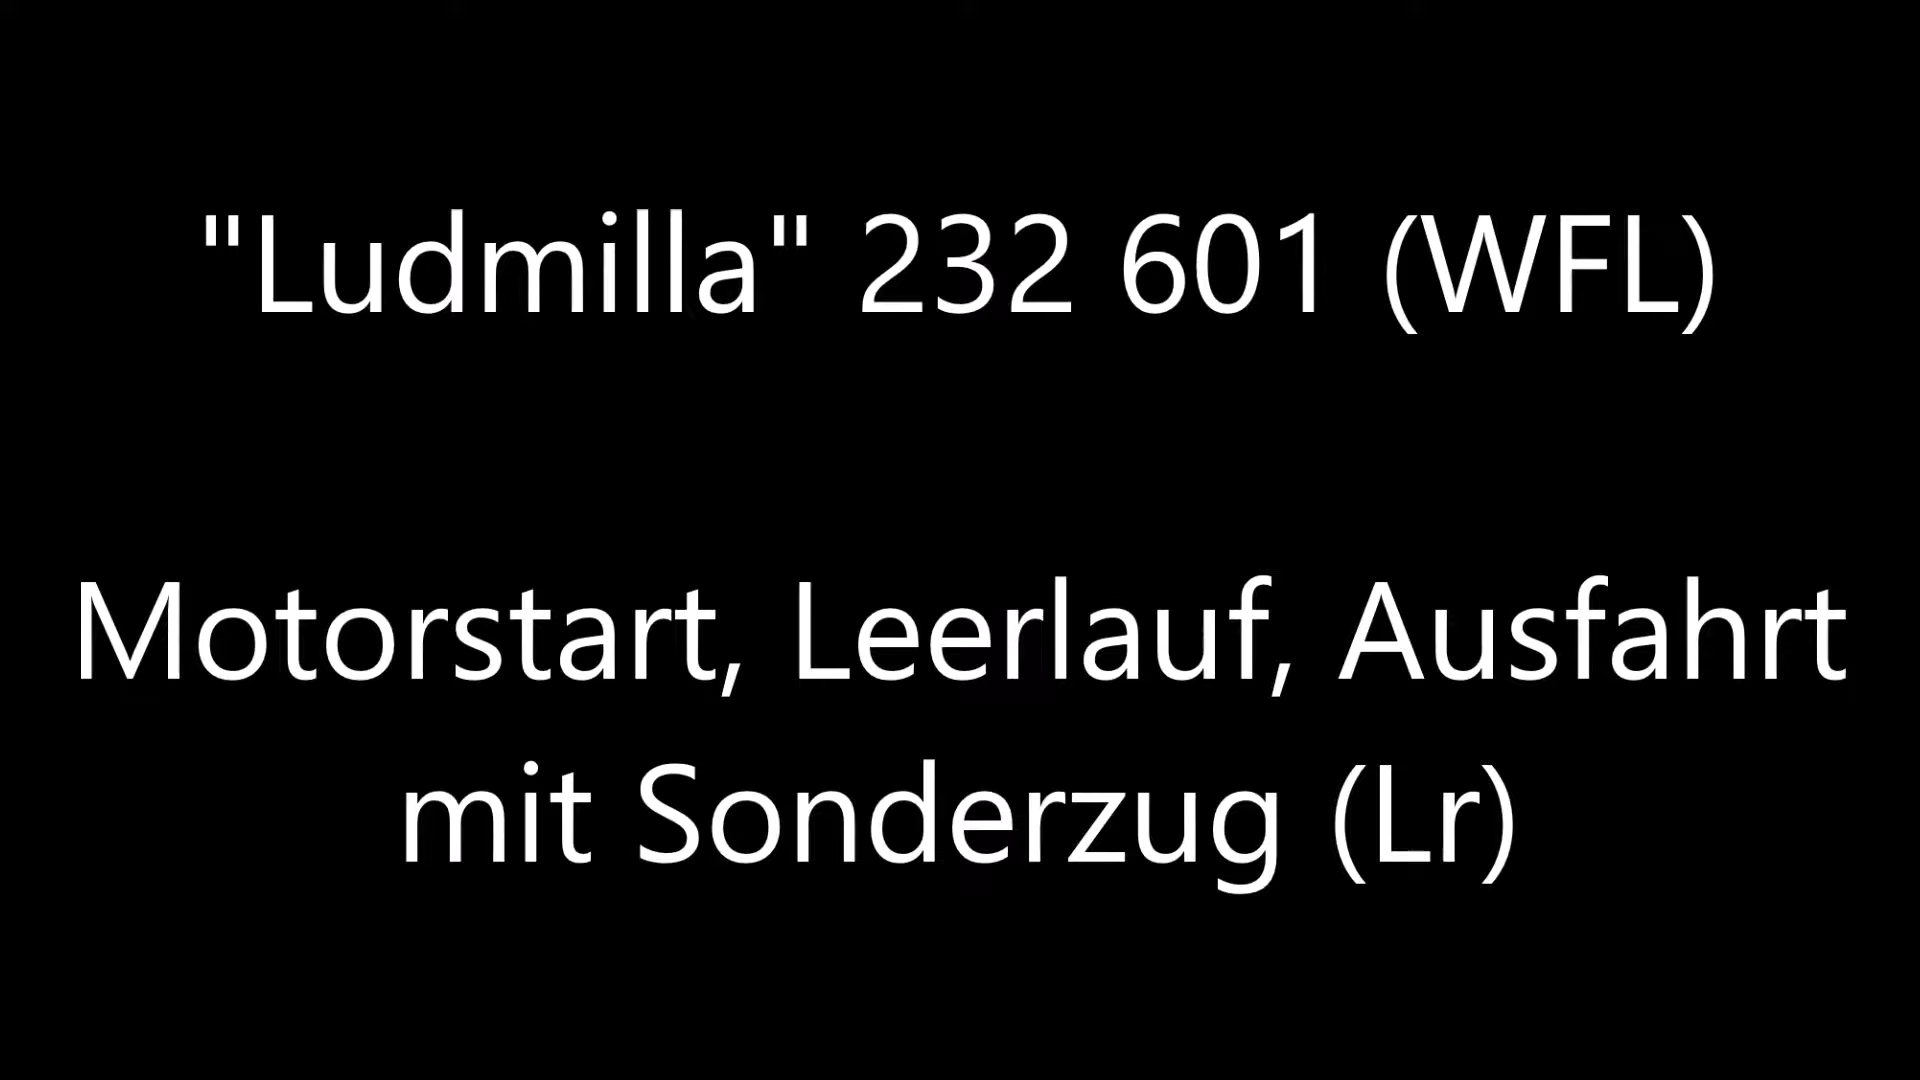 "Ludmilla" 232 601 (WFL)
Motorstart, Leerlauf, Ausfahrt
mit Sonderzug (Lr)